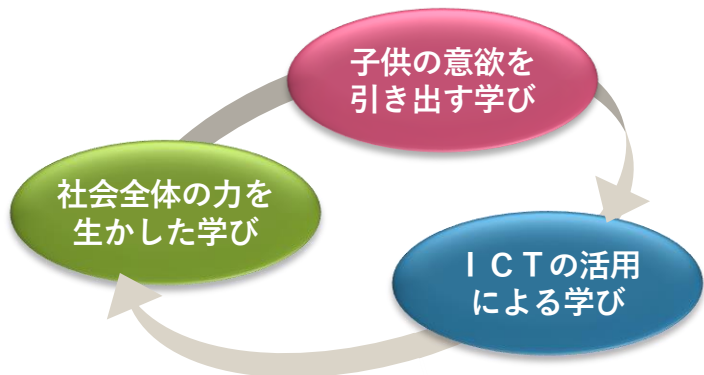 子供の意欲を
引き出す学び
社会全体の力を
生かした学び
ＩＣＴの活用
による学び